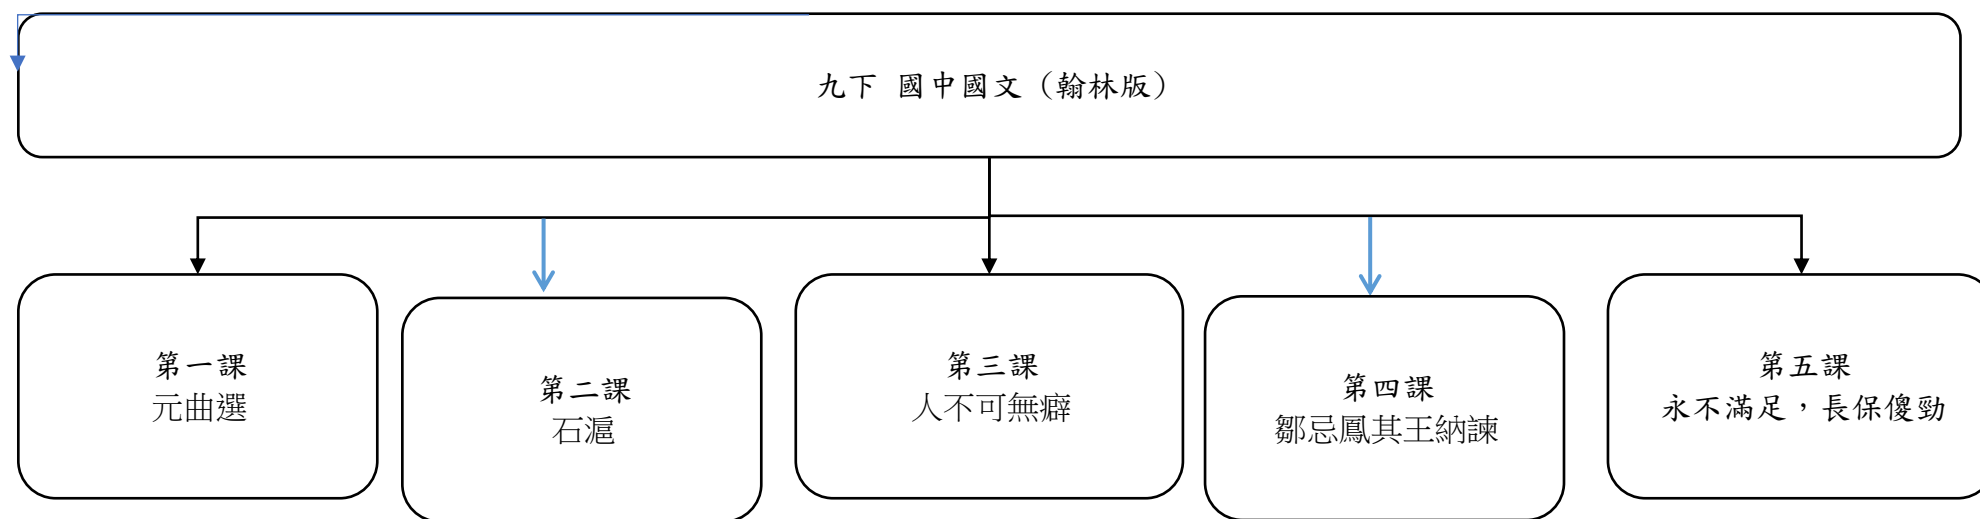 九下 國中國文（翰林版）
第一課
元曲選
第二課
石滬
第三課
人不可無癖
第四課
鄒忌鳳其王納諫
第五課
永不滿足，長保傻勁